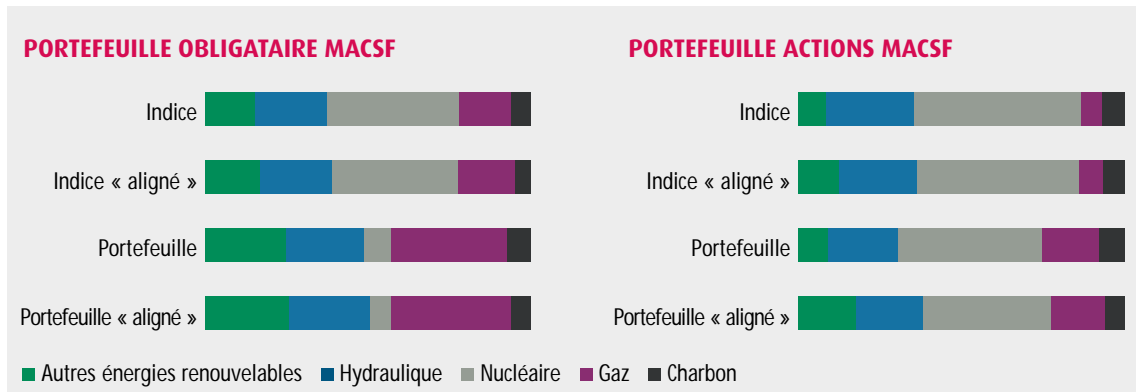 PORTEFEUILLE OBLIGATAIRE MACSF
Indice
Indice « aligné »
Portefeuille
Portefeuille « aligné »
PORTEFEUILLE ACTIONS MACSF
Indice
Indice « aligné »
Portefeuille
Portefeuille « aligné »
Autres énergies renouvelables Hydraulique Nucléaire Gaz Charbon